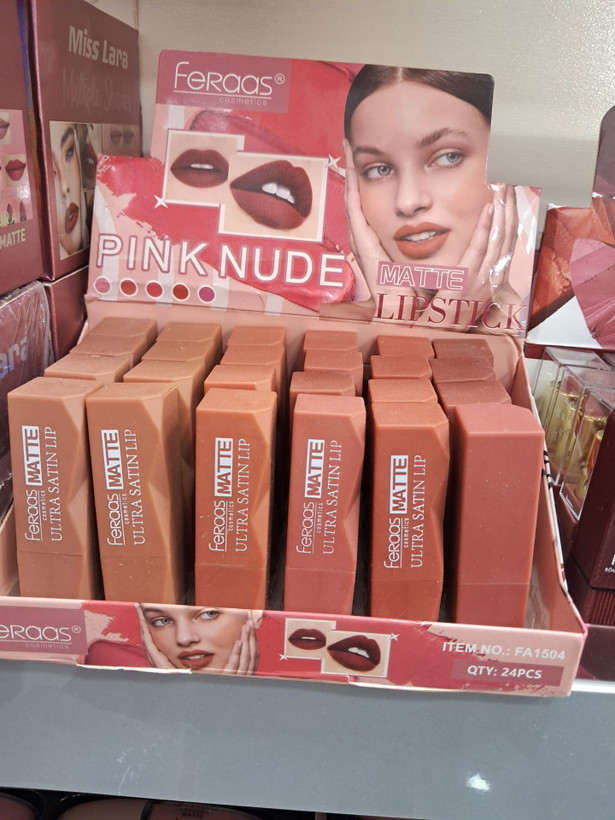 Miss Lara
Multiple
MATTE
FERAAS®
cosmetics
PINK NUDE
MATTE
LIPSTICK
FERAAS
cosmetics
MATTE
ULTRA SATIN LIP
FERAAS
cosmetics
MATTE
ULTRA SATIN LIP
FERAAS
cosmetics
MATTE
ULTRA SATIN LIP
FERAAS
cosmetics
MATTE
ULTRA SATIN LIP
FERAAS
cosmetics
MATTE
ULTRA SATIN LIP
ERAAS®
cosmetics
ITEM NO.: FA1504
QTY: 24PCS